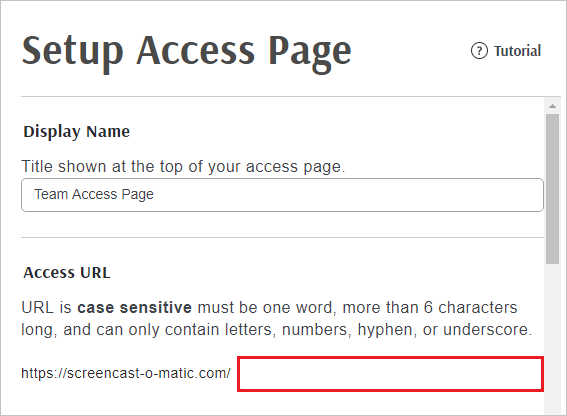 Setup Access Page
? Tutorial
Display Name
Title shown at the top of your access page.
Team Access Page
Access URL
URL is case sensitive must be one word, more than 6 characters
long, and can only contain letters, numbers, hyphen, or underscore.
https://screencast-o-matic.com/